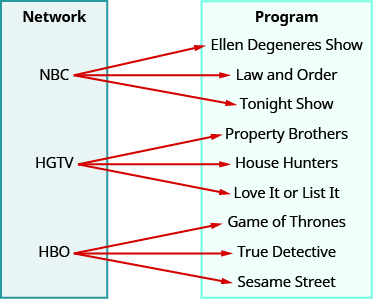 Network
Program
NBC
Ellen Degeneres Show
Law and Order
Tonight Show
HGTV
Property Brothers
House Hunters
Love It or List It
HBO
Game of Thrones
True Detective
Sesame Street